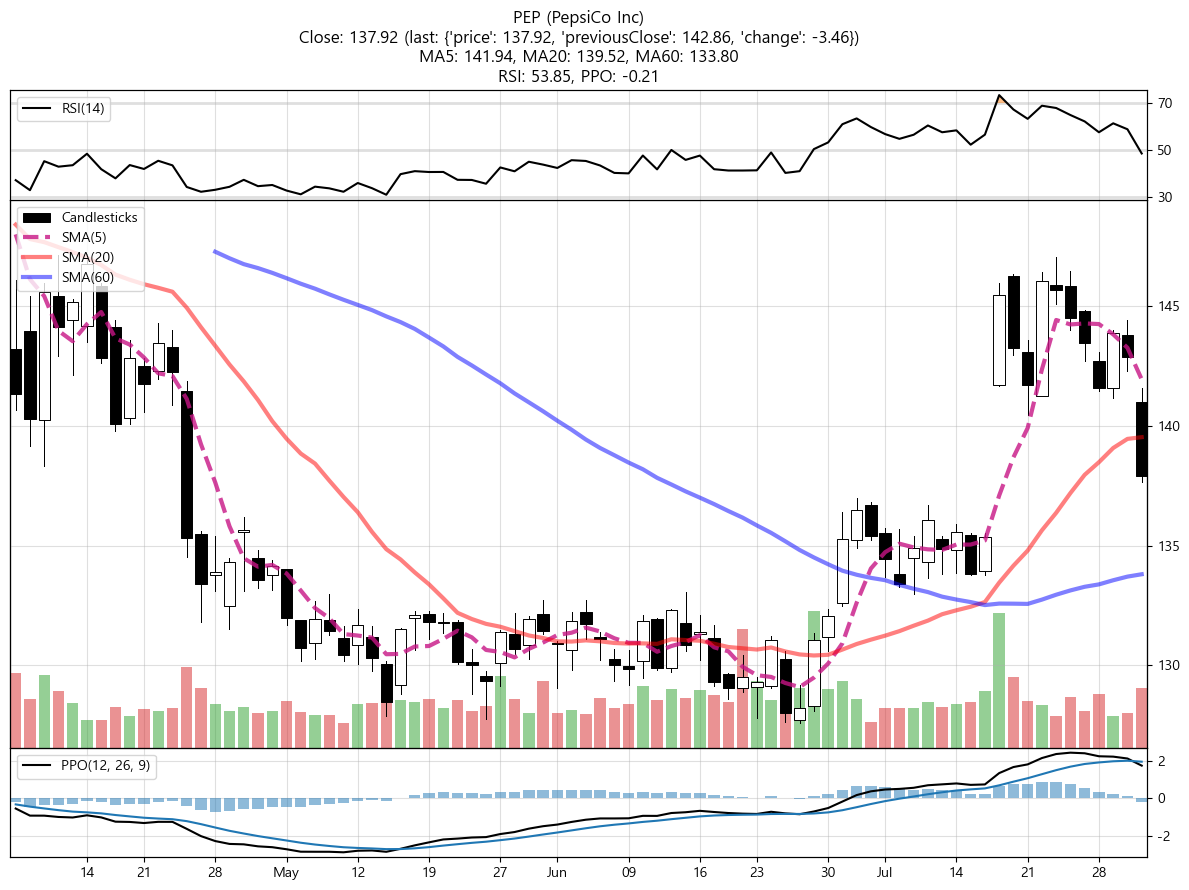 PEP (PepsiCo Inc)
Close: 137.92 (last: {'price': 137.92, 'previousClose': 142.86, 'change': -3.46})
MA5: 141.94, MA20: 139.52, MA60: 133.80
RSI: 53.85, PPO: -0.21
RSI(14)
70
50
30
Candlesticks
SMA(5)
SMA(20)
SMA(60)
145
140
135
130
PPO(12, 26, 9)
2
0
-2
14 21 28 May 12 19 27 Jun 09 16 23 30 Jul 14 21 28